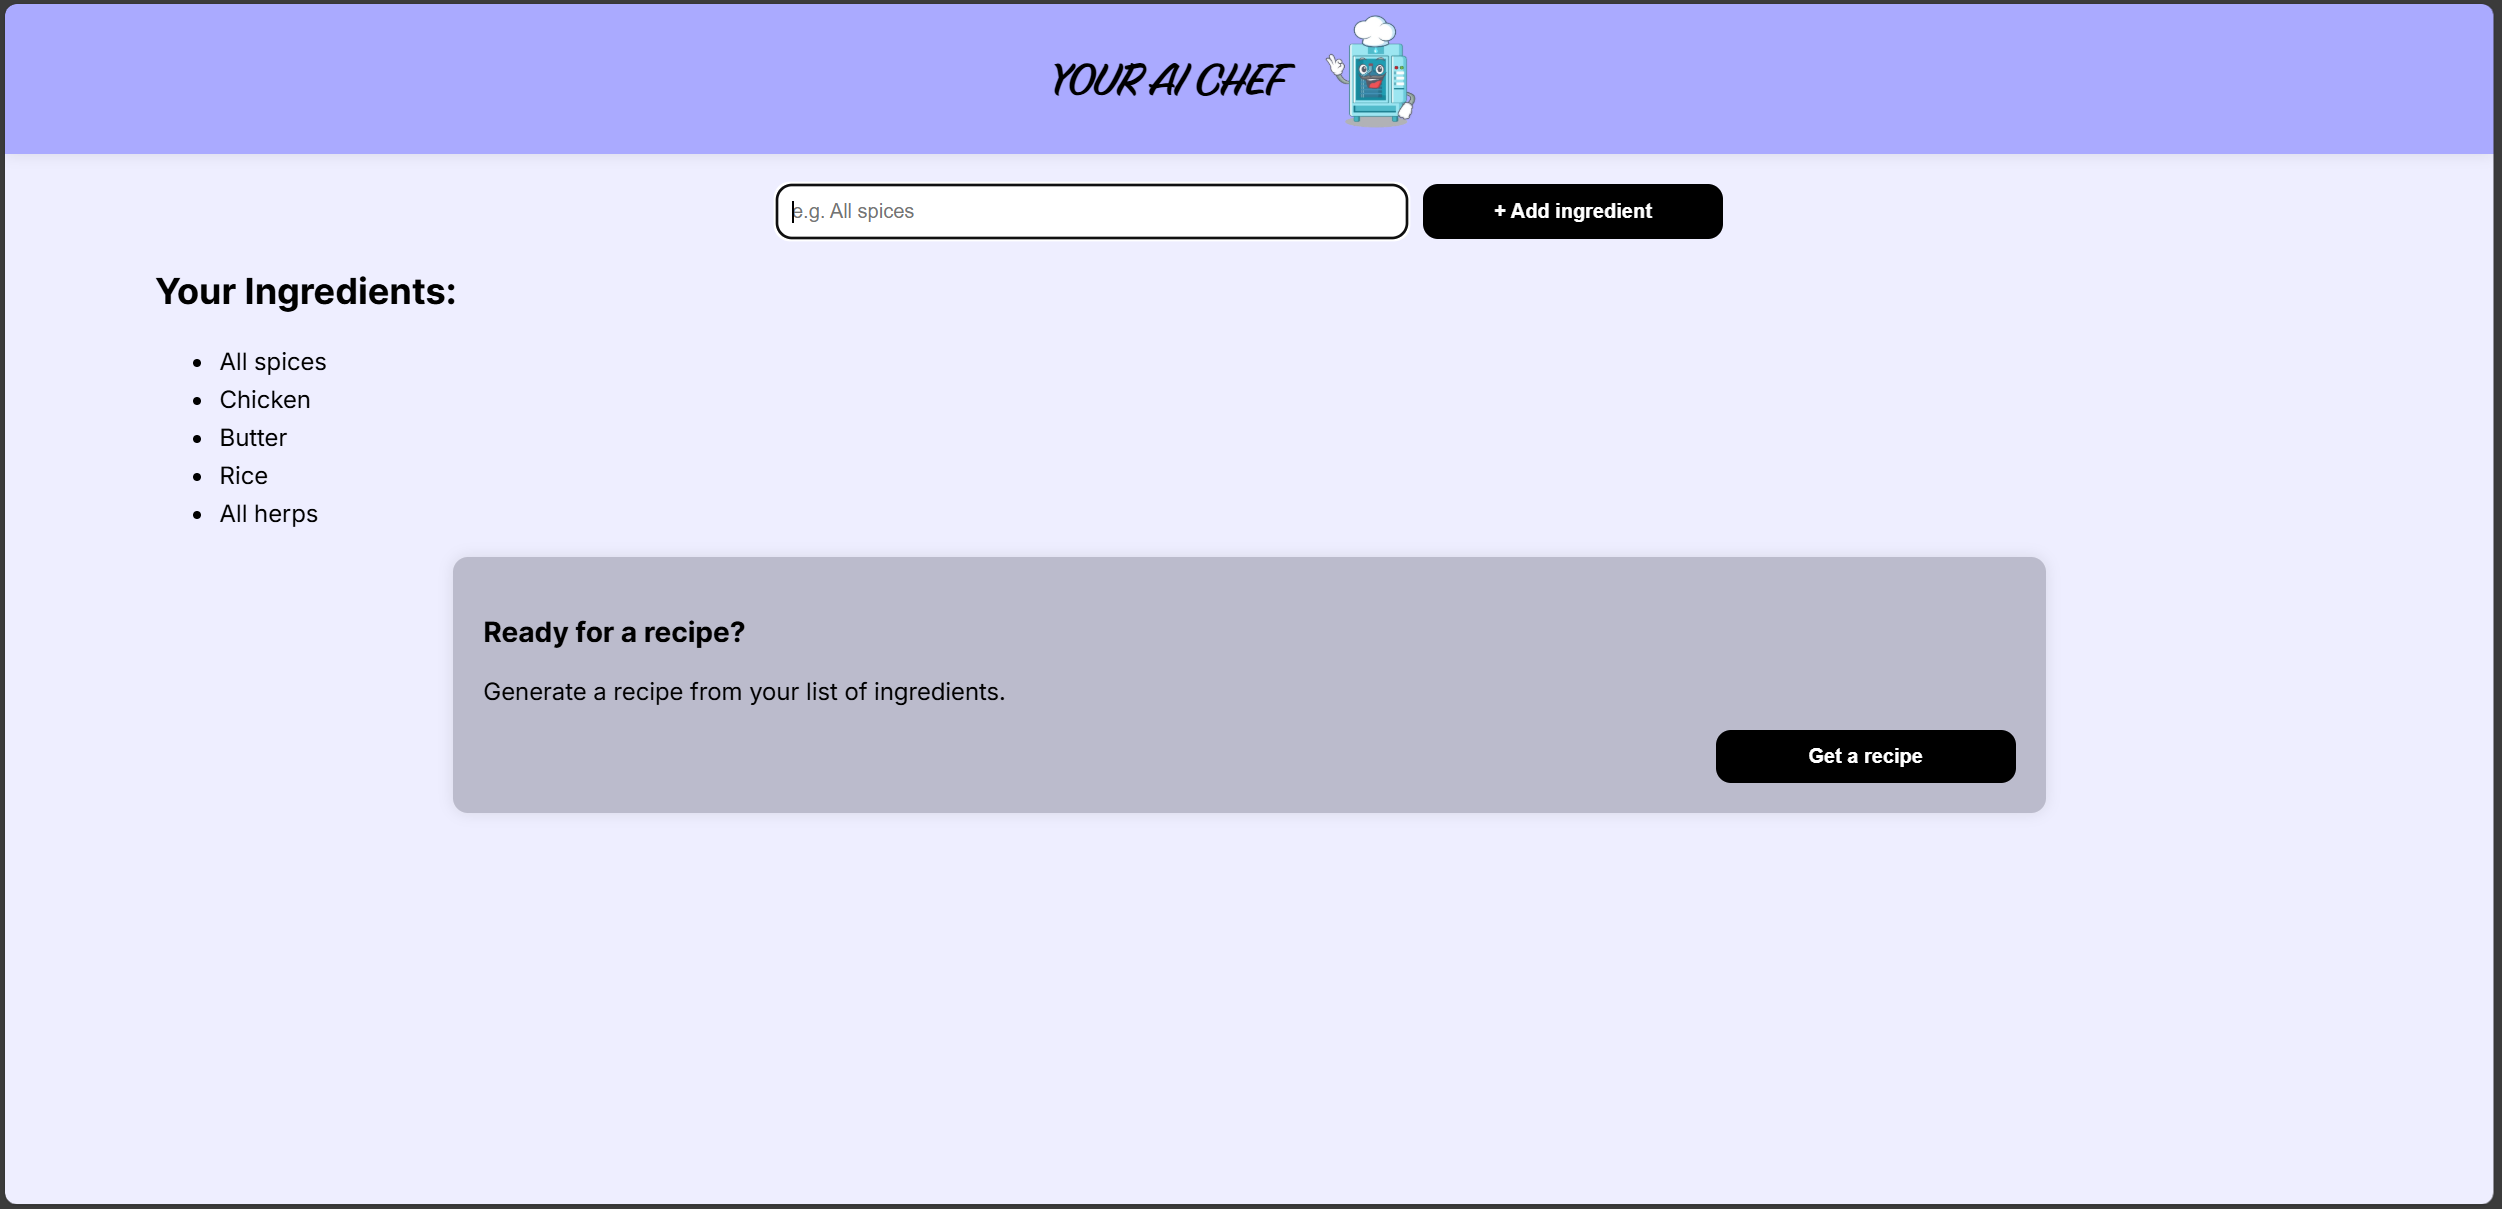 YOUR AI CHEF
e.g. All spices
+ Add ingredient
Your Ingredients:
All spices
Chicken
Butter
Rice
All herps
Ready for a recipe?
Generate a recipe from your list of ingredients.
Get a recipe